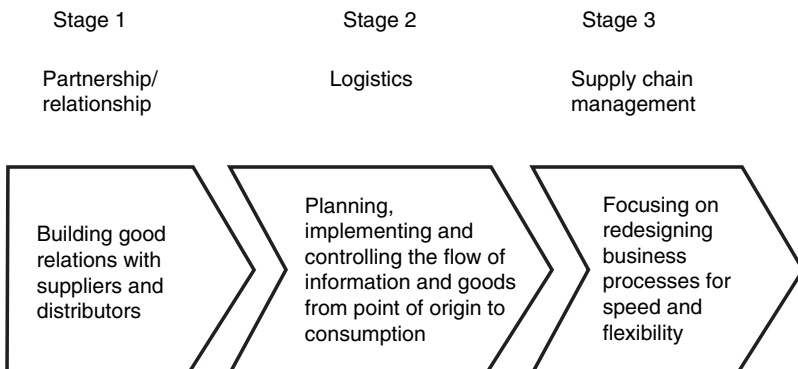 Stage 1
Stage 2
Stage 3
Partnership/
relationship
Logistics
Supply chain
management
Building good
relations with
suppliers and
distributors
Planning,
implementing and
controlling the flow of
information and goods
from point of origin to
consumption
Focusing on
redesigning
business
processes for
speed and
flexibility